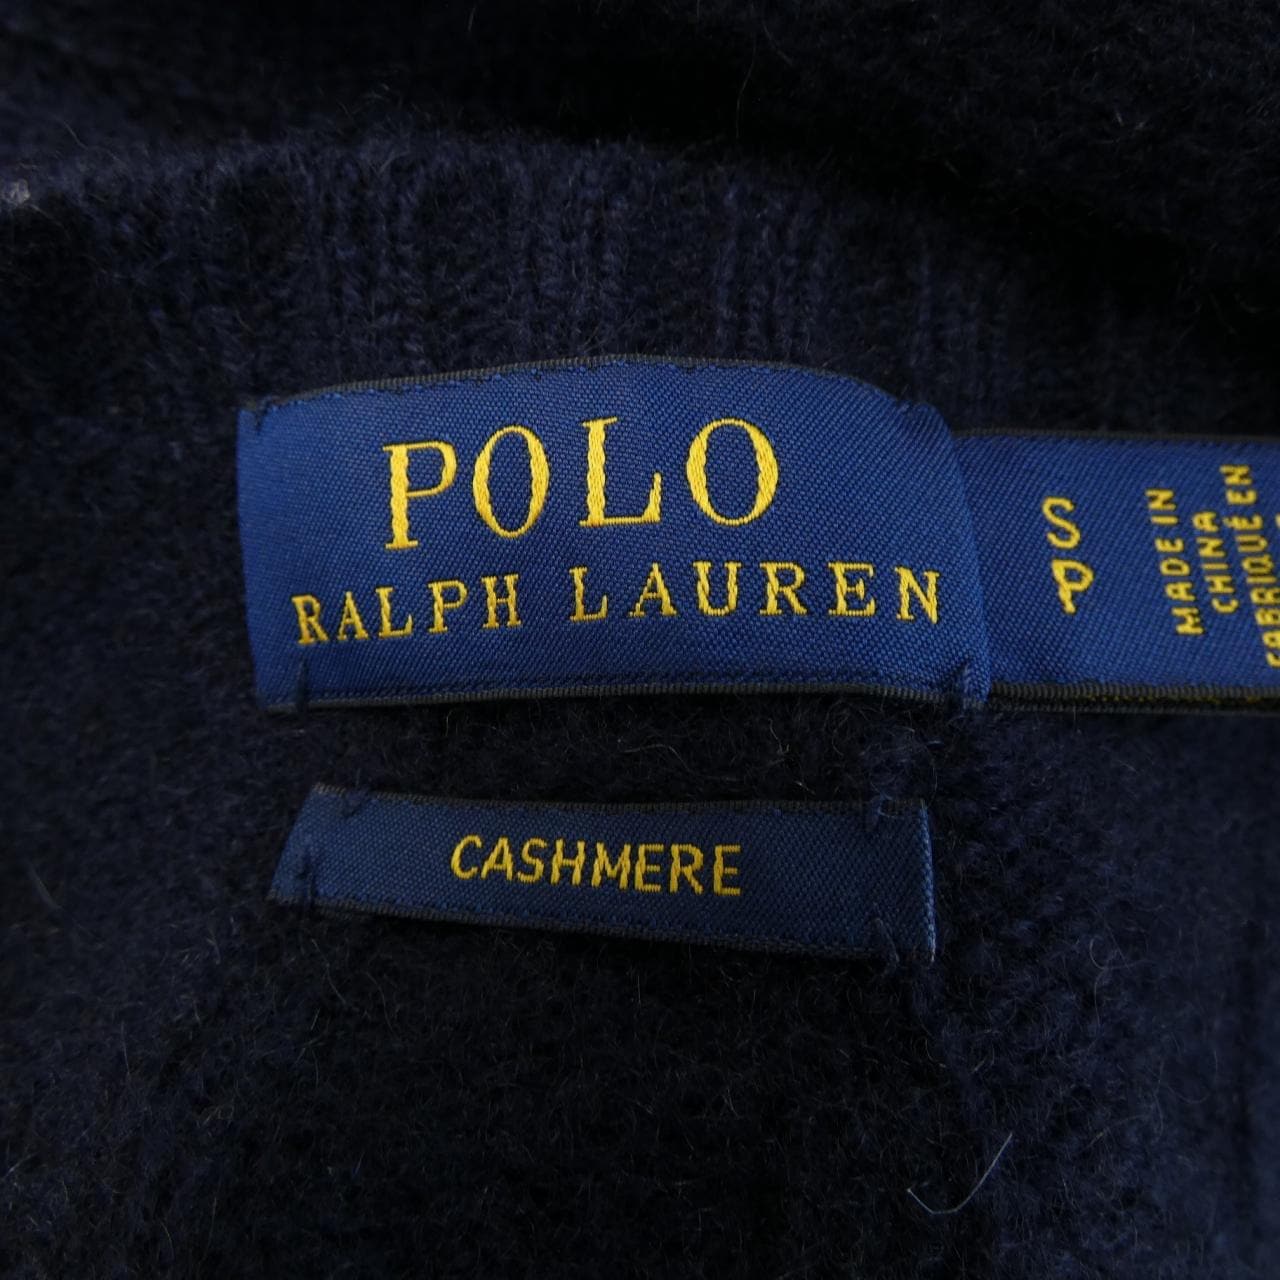 POLO
RALPH LAUREN
S
P
MADE IN
CHINA
FABRIQUÉ EN
CASHMERE